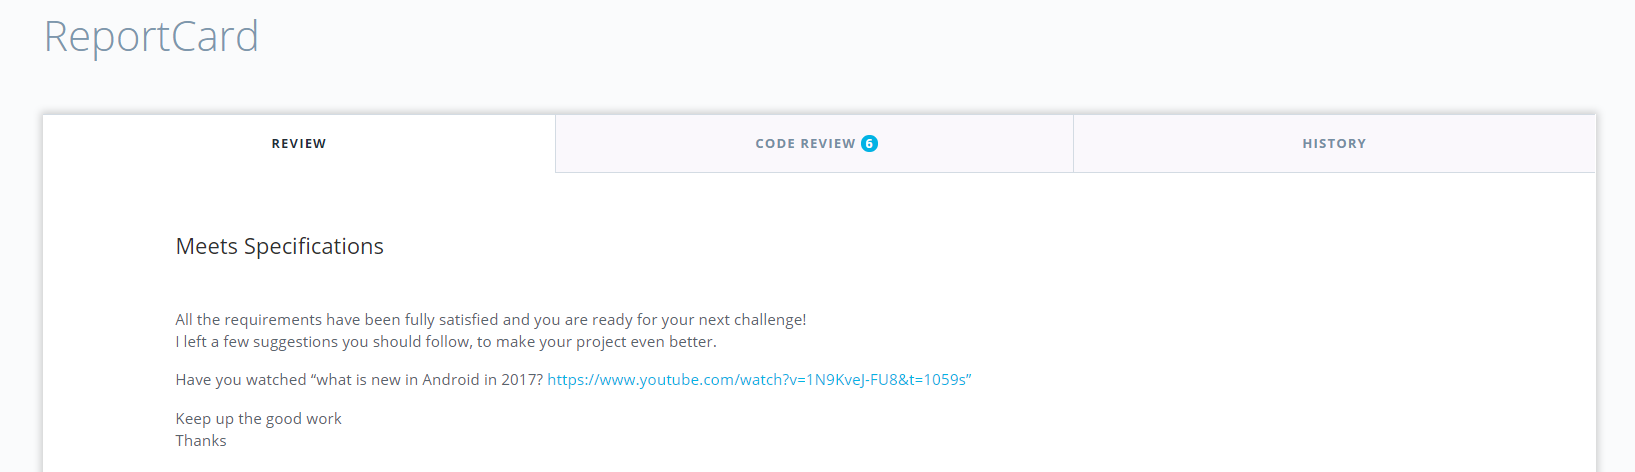 ReportCard
REVIEW
CODE REVIEW 6
HISTORY
Meets Specifications
All the requirements have been fully satisfied and you are ready for your next challenge!
I left a few suggestions you should follow, to make your project even better.
Have you watched “what is new in Android in 2017? https://www.youtube.com/watch?v=1N9KveJ-FU8&t=1059s”
Keep up the good work
Thanks